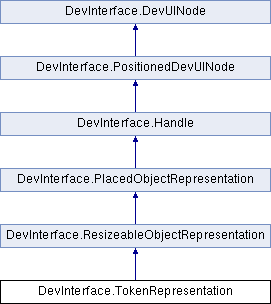 DevInterface.DevUINode
DevInterface.PositionedDevUINode
DevInterface.Handle
DevInterface.PlacedObjectRepresentation
DevInterface.ResizeableObjectRepresentation
DevInterface.TokenRepresentation